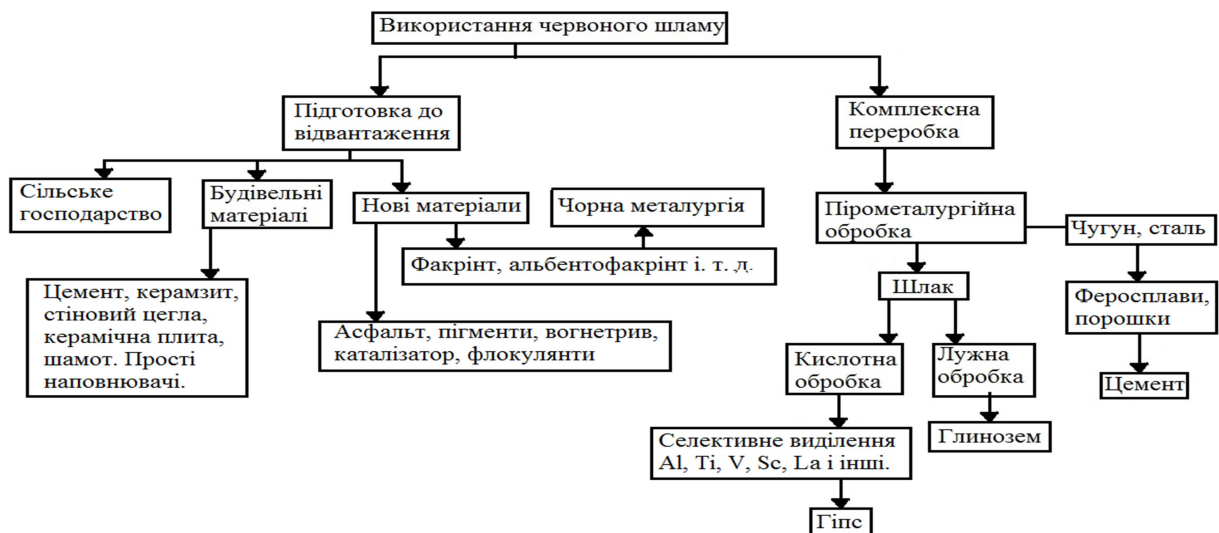 Використання червоного шламу
Підготовка до
відвантаження
Комплексна
переробка
Сільське
господарство
Будівельні
матеріалі
Нові матеріали
Чорна металургія
Пірометалургійна
обробка
Чугун, сталь
Факрінт, альбентофакрінт і. т. д.
Шлак
Цемент, керамзит,
стіновий цегла,
керамічна плита,
шамот. Прості
наповнювачі.
Феросплави,
порошки
Асфальт, пігменти, вогнетрив,
каталізатор, флокулянти
Кислотна
обробка
Лужна
обробка
Цемент
Селективне виділення
Al, Ti, V, Sc, La і інші.
Глинозем
Гіпс